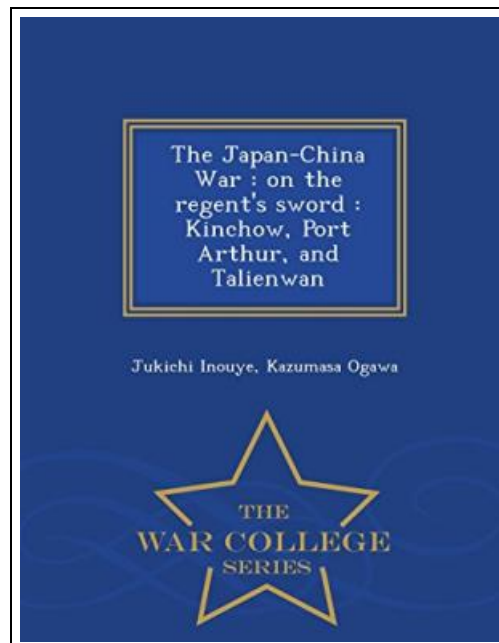 The Japan-China
War : on the
regent's sword :
Kinchow, Port
Arthur, and
Talienwan
Jukichi Inouye, Kazumasa Ogawa
THE
WAR COLLEGE
SERIES